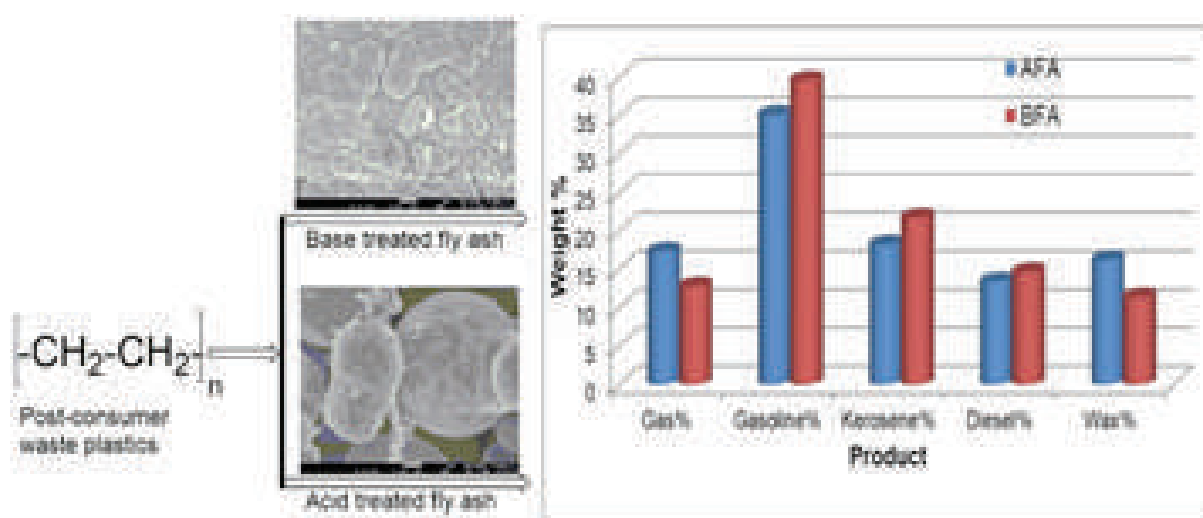 Base treated fly ash
-CH2-CH2-
n
Post-consumer
waste plastics
Acid treated fly ash
AFA
BFA
Weight %
40
35
30
25
20
15
10
5
0
Gas%
Gasoline%
Kerosene%
Diesel%
Wax%
Product